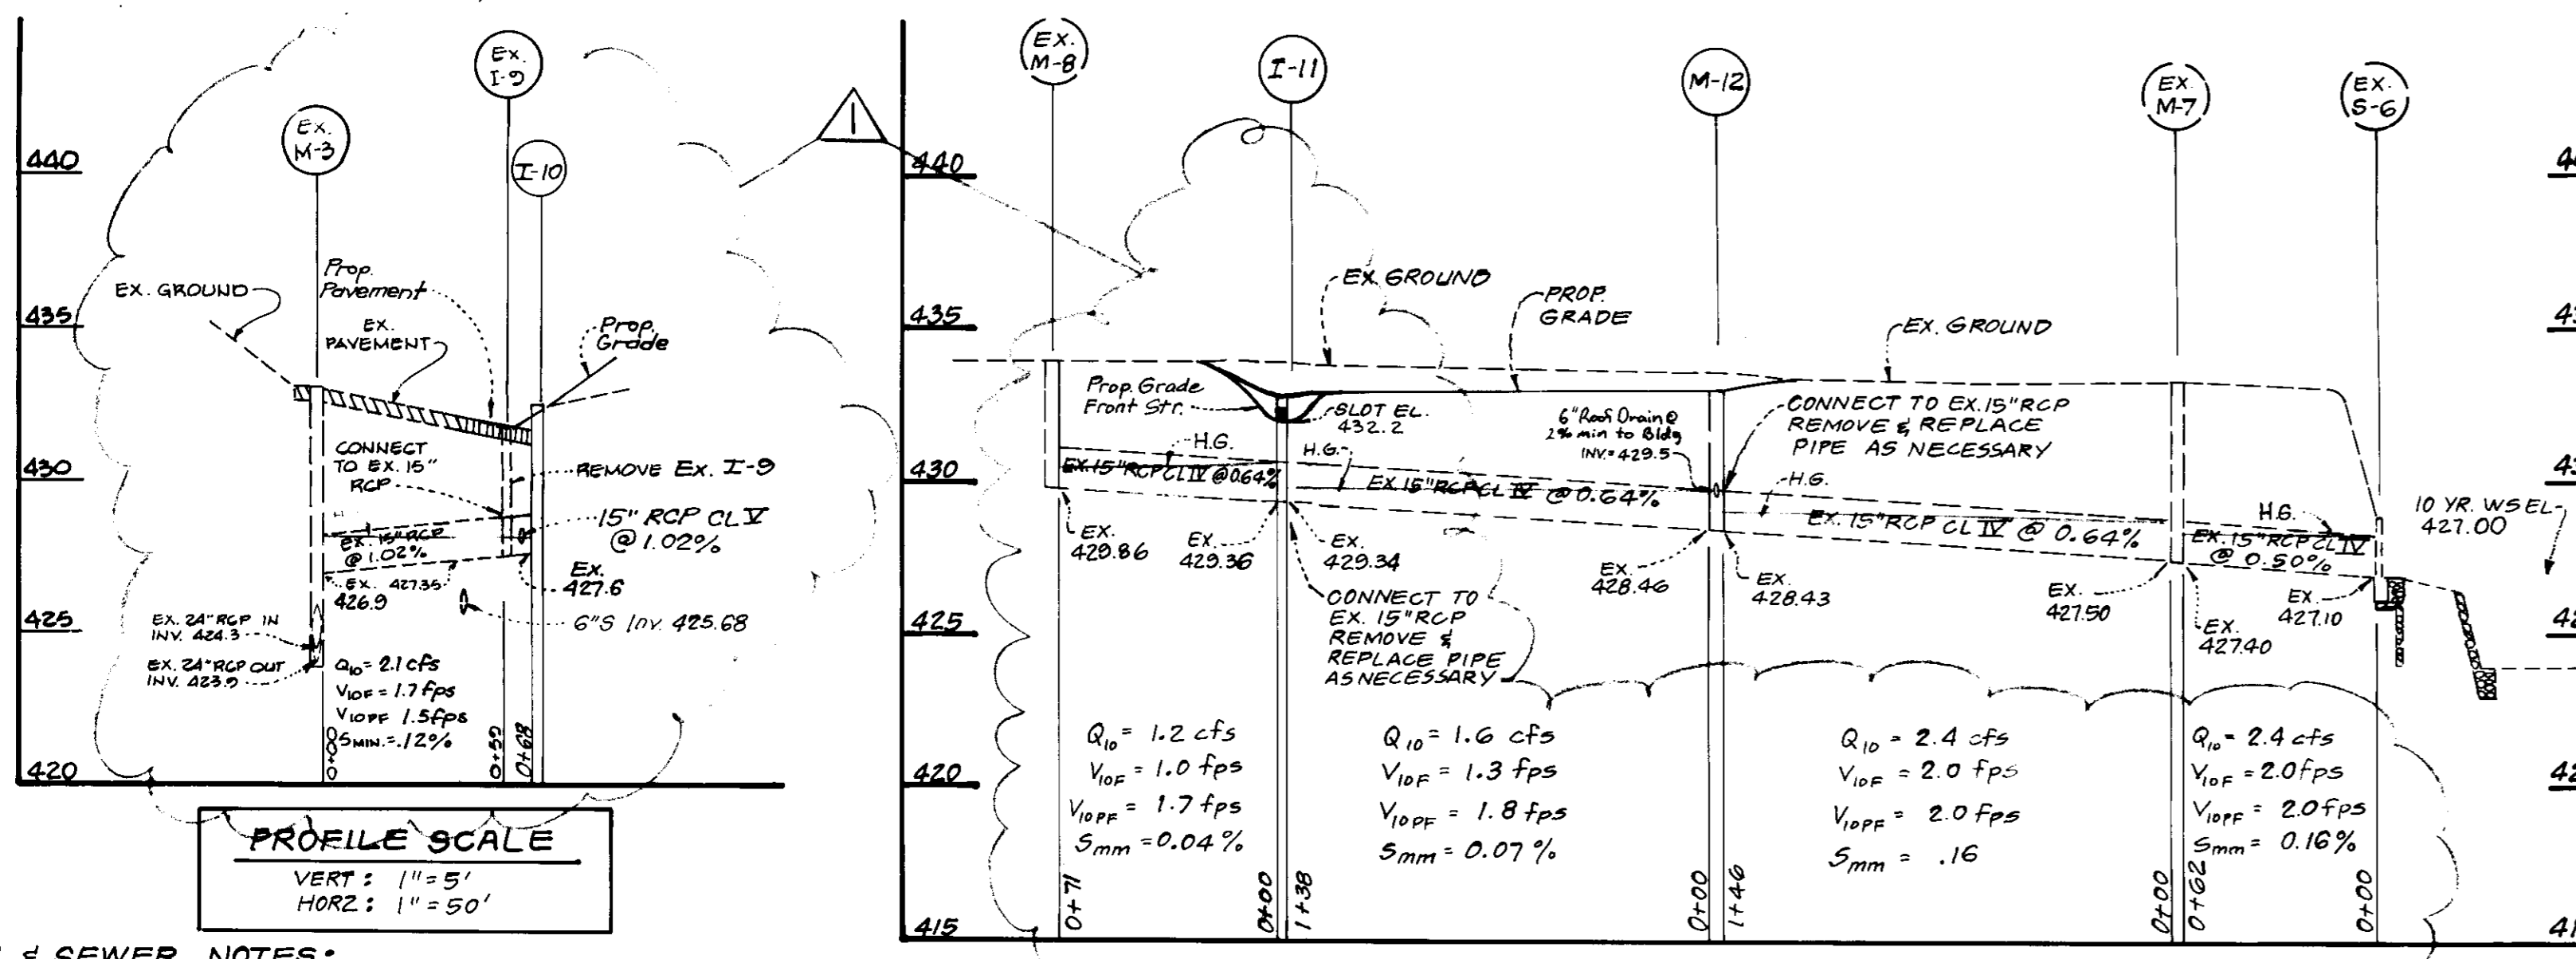 EX.
M-3
Ex.
I-9
I-10
440
435
425
420
EX. GROUND
Prop.
Pavement
EX.
PAVEMENT
Prop.
Grade
430
CONNECT
TO EX. 15"
RCP
REMOVE EX. I-9
H
15" RCP CL V
@ 1.02%
EX. 15" RCP
@ 1.02%
EX.
426.9
427.35
EX.
427.6
6"S Inv. 425.68
EX. 24" RCP IN
INV. 424.3
EX. 24" RCP OUT
INV. 423.9
Q10 = 2.1 cfs
V10F = 1.7 fps
V10PF 1.5 fps
SMIN. = .12%
0+00
0+59
0+68
PROFILE SCALE
VERT: 1" = 5'
HORZ: 1" = 50'
& SEWER NOTES:
1
EX.
M-8
I-11
M-12
EX.
M-7
EX.
S-6
440
435
430
425
420
415
EX. GROUND
PROP.
GRADE
EX. GROUND
Prop. Grade
Front Str.
SLOT EL.
432.2
6" Roof Drain @
2% min to Bldg
INV.= 429.5
CONNECT TO EX. 15" RCP
REMOVE & REPLACE
PIPE AS NECESSARY
H.G.
H.G.
H.G.
H.G.
EX 15" RCP CL IV @ 0.64%
EX 15" RCP CL IV @ 0.64%
EX. 15" RCP CL IV @ 0.64%
EX. 15" RCP CL IV
@ 0.50%
10 YR. WSEL
427.00
EX.
429.86
EX.
429.36
EX.
429.34
EX.
428.46
EX.
428.43
EX.
427.50
EX.
427.40
EX.
427.10
CONNECT TO
EX. 15" RCP
REMOVE &
REPLACE PIPE
AS NECESSARY
Q10 = 1.2 cfs
V10F = 1.0 fps
V10PF = 1.7 fps
Smm = 0.04 %
Q10 = 1.6 cfs
V10F = 1.3 fps
V10PF = 1.8 fps
Smm = 0.07 %
Q10 = 2.4 cfs
V10F = 2.0 fps
V10PF = 2.0 fps
Smm = .16
Q10 = 2.4 cfs
V10F = 2.0 fps
V10PF = 2.0 fps
Smm = 0.16%
0+71
0+00
1+38
0+00
1+46
0+00
0+62
0+00